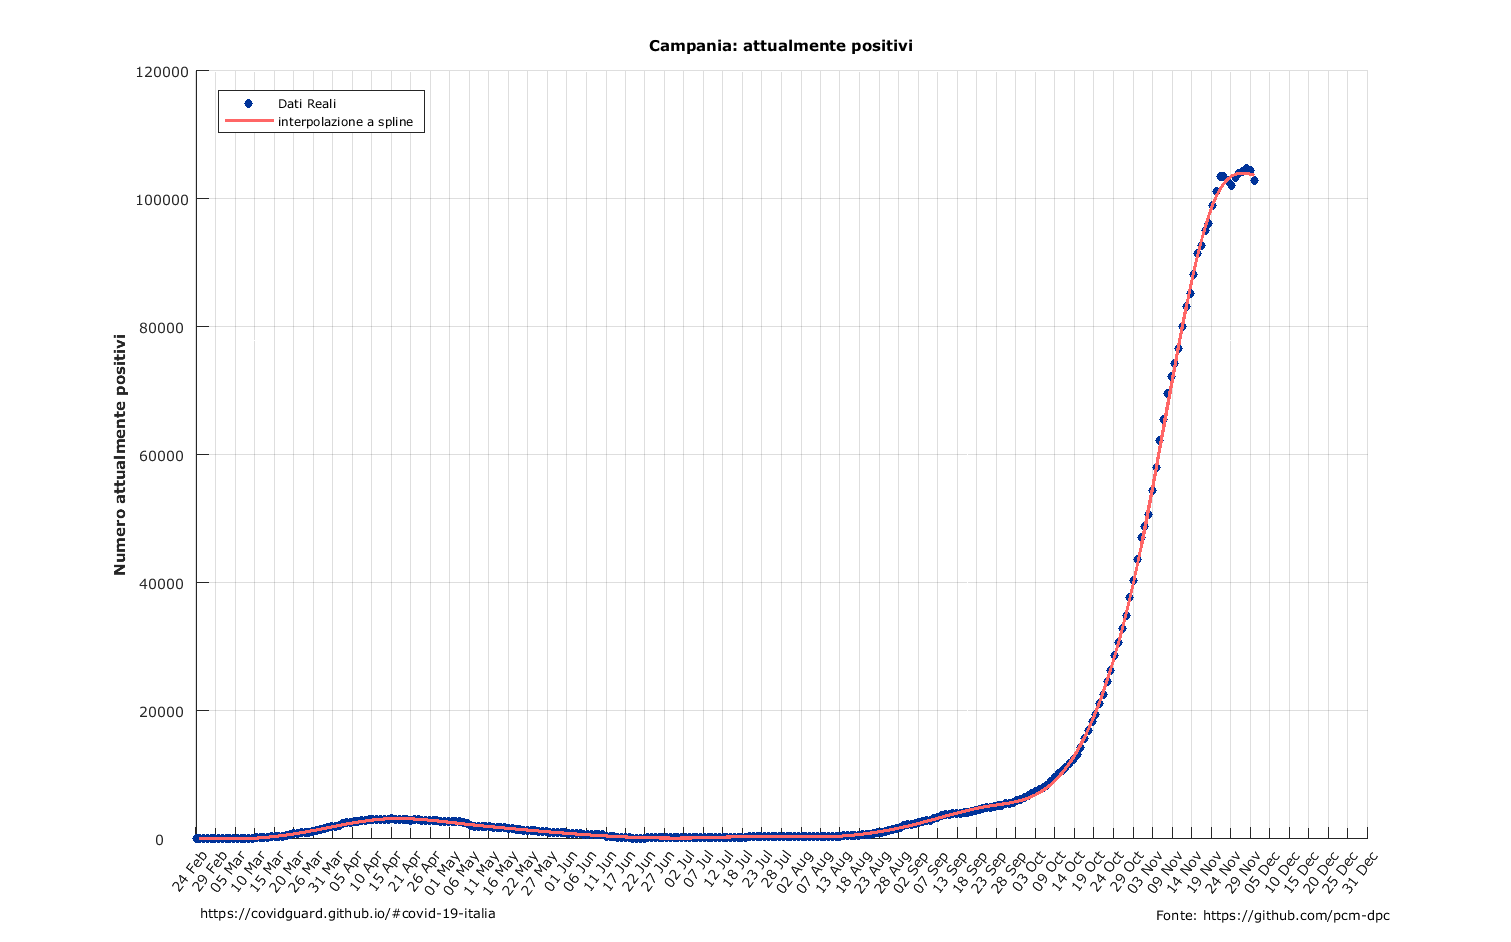 Campania: attualmente positivi
120000
100000
80000
60000
40000
20000
0
Numero attualmente positivi
Dati Reali
interpolazione a spline
24 Feb
29 Feb
05 Mar
10 Mar
15 Mar
20 Mar
26 Mar
31 Mar
05 Apr
10 Apr
15 Apr
21 Apr
26 Apr
01 May
06 May
11 May
16 May
22 May
27 May
01 Jun
06 Jun
11 Jun
17 Jun
22 Jun
27 Jun
02 Jul
07 Jul
12 Jul
18 Jul
23 Jul
28 Jul
02 Aug
07 Aug
13 Aug
18 Aug
23 Aug
28 Aug
02 Sep
07 Sep
13 Sep
18 Sep
23 Sep
28 Sep
03 Oct
09 Oct
14 Oct
19 Oct
24 Oct
29 Oct
03 Nov
09 Nov
14 Nov
19 Nov
24 Nov
29 Nov
05 Dec
10 Dec
15 Dec
20 Dec
25 Dec
31 Dec
https://covidguard.github.io/#covid-19-italia
Fonte: https://github.com/pcm-dpc